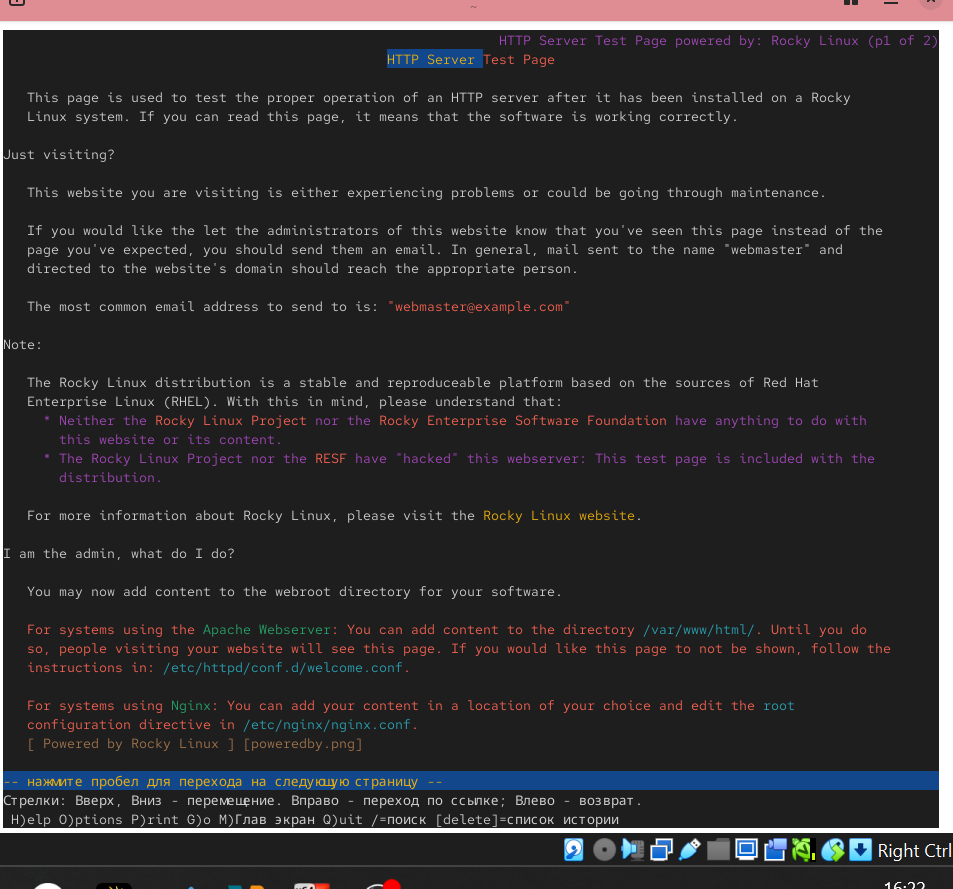 ~
HTTP Server Test Page powered by: Rocky Linux (p1 of 2)
HTTP Server Test Page
This page is used to test the proper operation of an HTTP server after it has been installed on a Rocky
Linux system. If you can read this page, it means that the software is working correctly.
Just visiting?
This website you are visiting is either experiencing problems or could be going through maintenance.
If you would like the let the administrators of this website know that you've seen this page instead of the
page you've expected, you should send them an email. In general, mail sent to the name "webmaster" and
directed to the website's domain should reach the appropriate person.
The most common email address to send to is: "webmaster@example.com"
Note:
The Rocky Linux distribution is a stable and reproduceable platform based on the sources of Red Hat
Enterprise Linux (RHEL). With this in mind, please understand that:
* Neither the Rocky Linux Project nor the Rocky Enterprise Software Foundation have anything to do with
this website or its content.
* The Rocky Linux Project nor the RESF have "hacked" this webserver: This test page is included with the
distribution.
For more information about Rocky Linux, please visit the Rocky Linux website.
I am the admin, what do I do?
You may now add content to the webroot directory for your software.
For systems using the Apache Webserver: You can add content to the directory /var/www/html/. Until you do
so, people visiting your website will see this page. If you would like this page to not be shown, follow the
instructions in: /etc/httpd/conf.d/welcome.conf.
For systems using Nginx: You can add your content in a location of your choice and edit the root
configuration directive in /etc/nginx/nginx.conf.
[ Powered by Rocky Linux ] [poweredby.png]
-- нажмите пробел для перехода на следующую страницу --
Стрелки: Вверх, Вниз - перемещение. Вправо - переход по ссылке; Влево - возврат.
H)elp O)ptions P)rint G)o M)Глав экран Q)uit /=поиск [delete]=список истории
Right Ctrl
16:22